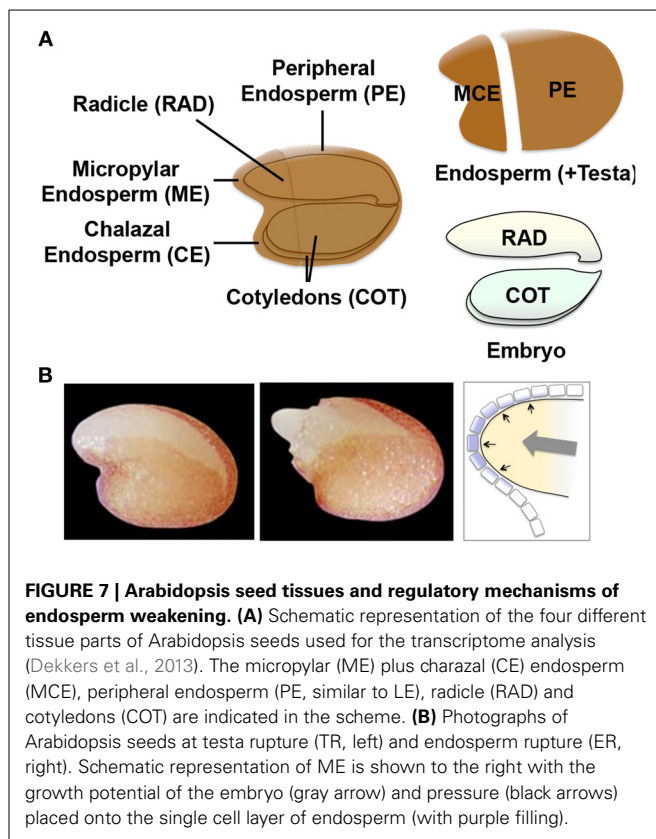 A
Peripheral
Endosperm (PE)
Radicle (RAD)
Micropylar
Endosperm (ME)
Chalazal
Endosperm (CE)
Cotyledons (COT)
MCE
PE
Endosperm (+Testa)
RAD
COT
Embryo
B
FIGURE 7 | Arabidopsis seed tissues and regulatory mechanisms of
endosperm weakening. (A) Schematic representation of the four different
tissue parts of Arabidopsis seeds used for the transcriptome analysis
(Dekkers et al., 2013). The micropylar (ME) plus charazal (CE) endosperm
(MCE), peripheral endosperm (PE, similar to LE), radicle (RAD) and
cotyledons (COT) are indicated in the scheme. (B) Photographs of
Arabidopsis seeds at testa rupture (TR, left) and endosperm rupture (ER,
right). Schematic representation of ME is shown to the right with the
growth potential of the embryo (gray arrow) and pressure (black arrows)
placed onto the single cell layer of endosperm (with purple filling).